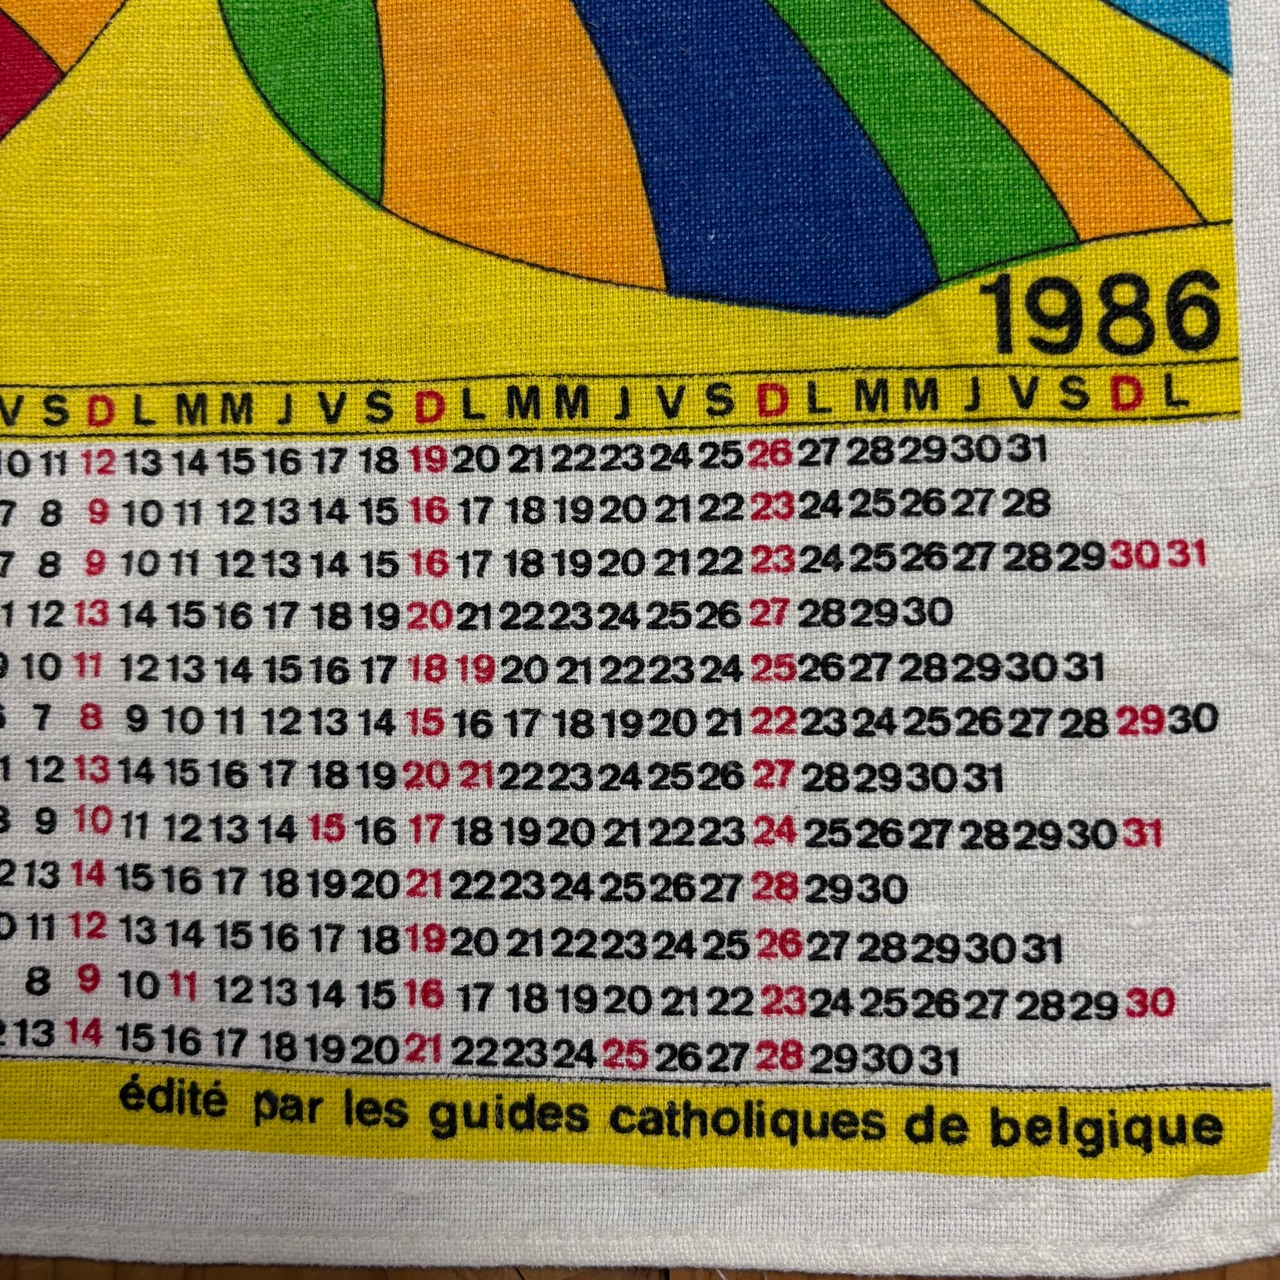 1986
V S D L M M J V S D L M M J V S D L M M J V S D L
10 11 12 13 14 15 16 17 18 19 20 21 22 23 24 25 26 27 28 29 30 31
7 8 9 10 11 12 13 14 15 16 17 18 19 20 21 22 23 24 25 26 27 28
7 8 9 10 11 12 13 14 15 16 17 18 19 20 21 22 23 24 25 26 27 28 29 30 31
12 13 14 15 16 17 18 19 20 21 22 23 24 25 26 27 28 29 30
10 11 12 13 14 15 16 17 18 19 20 21 22 23 24 25 26 27 28 29 30 31
7 8 9 10 11 12 13 14 15 16 17 18 19 20 21 22 23 24 25 26 27 28 29 30
12 13 14 15 16 17 18 19 20 21 22 23 24 25 26 27 28 29 30 31
9 10 11 12 13 14 15 16 17 18 19 20 21 22 23 24 25 26 27 28 29 30 31
13 14 15 16 17 18 19 20 21 22 23 24 25 26 27 28 29 30
11 12 13 14 15 16 17 18 19 20 21 22 23 24 25 26 27 28 29 30 31
8 9 10 11 12 13 14 15 16 17 18 19 20 21 22 23 24 25 26 27 28 29 30
13 14 15 16 17 18 19 20 21 22 23 24 25 26 27 28 29 30 31
édité par les guides catholiques de belgique